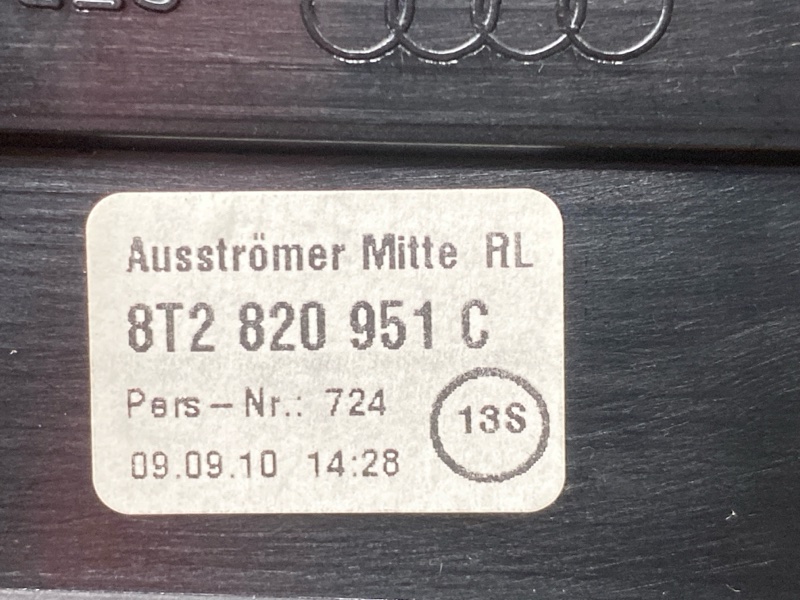 Ausströmer Mitte RL
8T2 820 951 C
Pers-Nr.: 724
13S
09.09.10 14:28